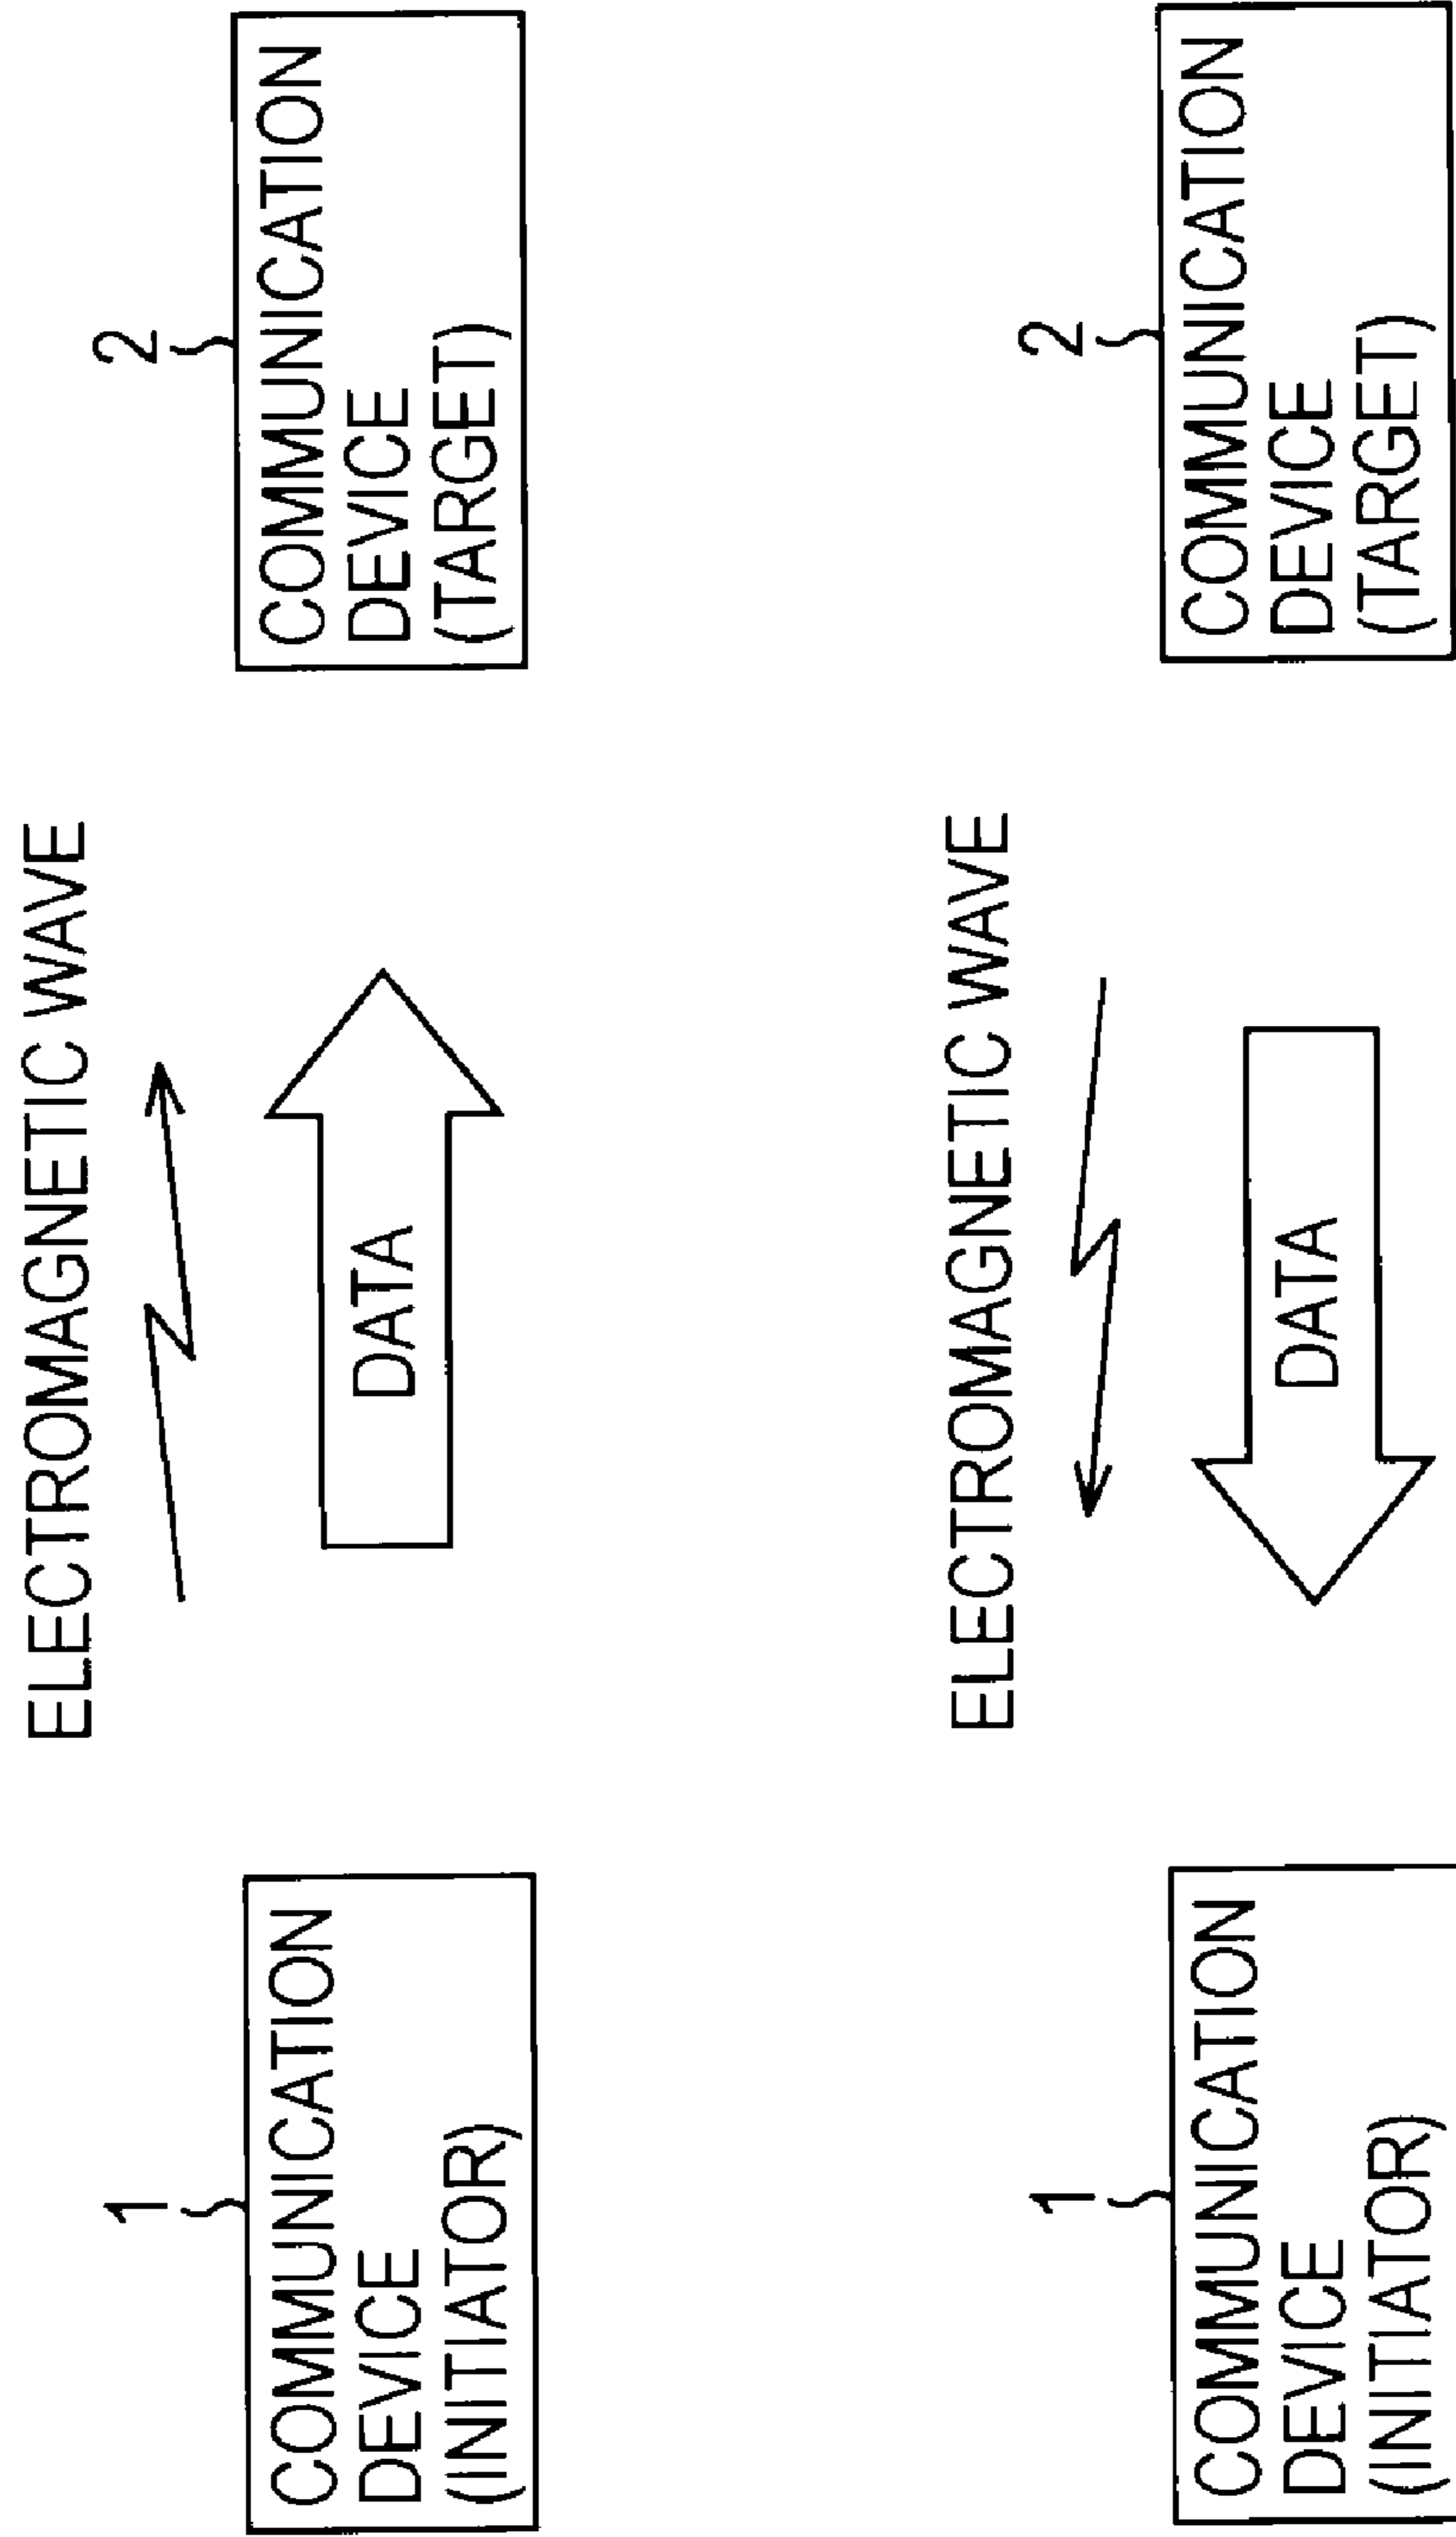 ELECTROMAGNETIC WAVE
1
COMMUNICATION
DEVICE
(INITIATOR)
DATA
2
COMMUNICATION
DEVICE
(TARGET)
ELECTROMAGNETIC WAVE
1
COMMUNICATION
DEVICE
(INITIATOR)
DATA
2
COMMUNICATION
DEVICE
(TARGET)